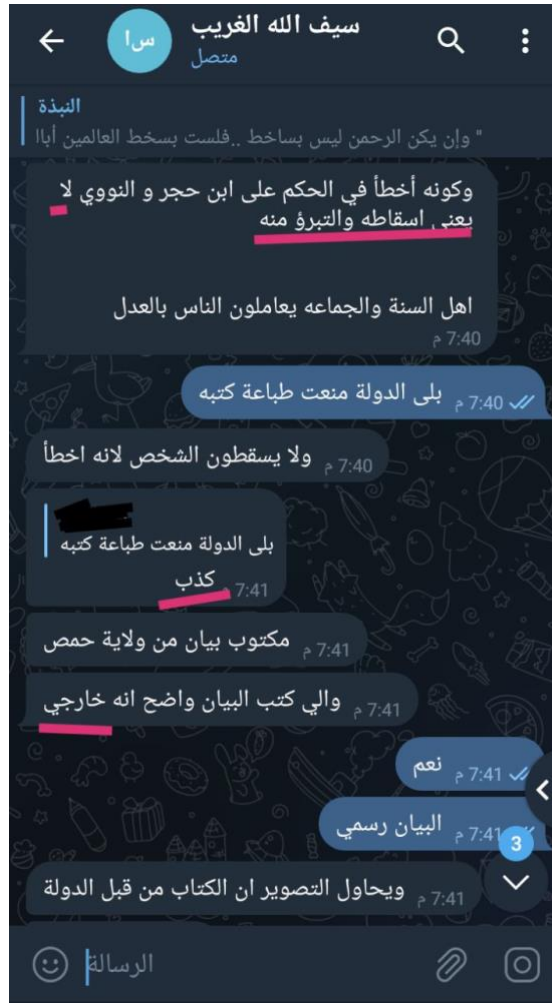 سيف الله الغريب
سا
متصل
النبذة
" وإن يكن الرحمن ليس بساخط ..فلست بسخط العالمين أبالا
وكونه أخطأ في الحكم على ابن حجر و النووي لا
يعني اسقاطه والتبرؤ منه
اهل السنة والجماعه يعاملون الناس بالعدل
7:40 م
بلى الدولة منعت طباعة كتبه
7:40 م
ولا يسقطون الشخص لانه اخطأ
7:40 م
بلى الدولة منعت طباعة كتبه
كذب
7:41 م
مكتوب بيان من ولاية حمص
7:41 م
والي كتب البيان واضح انه خارجي
7:41 م
نعم
7:41 م
البيان رسمي
7:41 م
3
ويحاول التصوير ان الكتاب من قبل الدولة
7:41 م
الرسالة